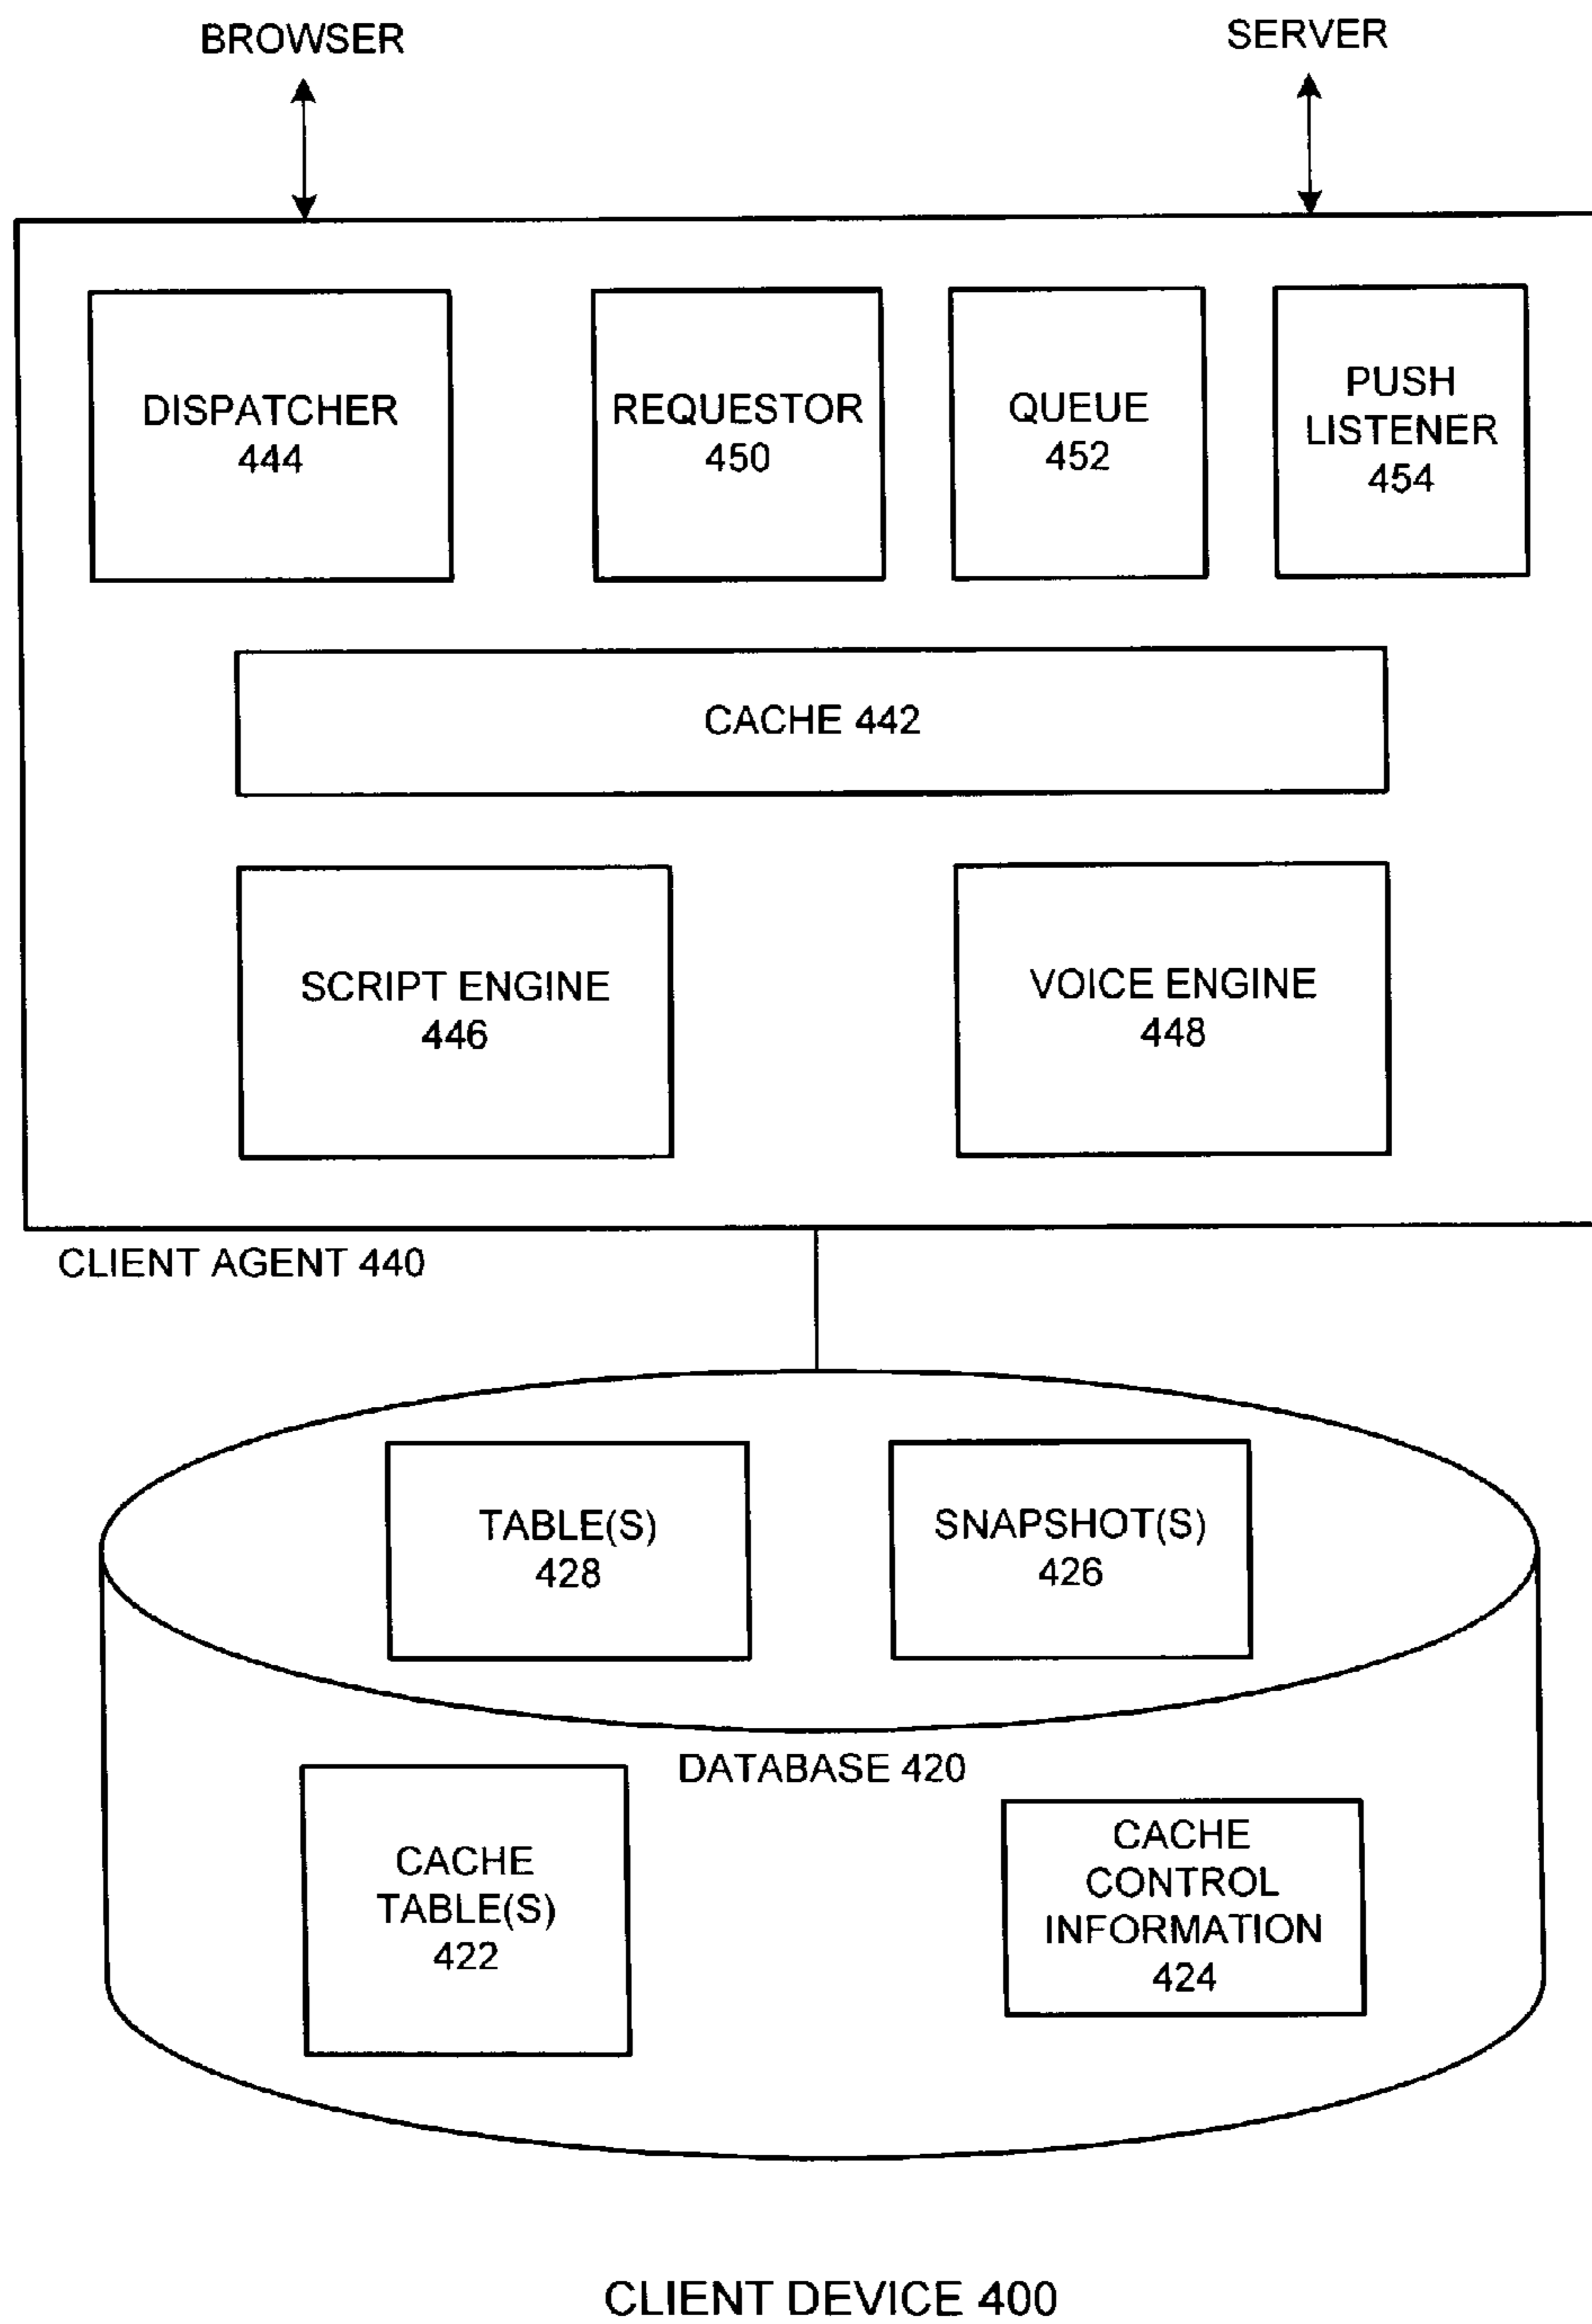 BROWSER
SERVER
DISPATCHER
444
REQUESTOR
450
QUEUE
452
PUSH
LISTENER
454
CACHE 442
SCRIPT ENGINE
446
VOICE ENGINE
448
CLIENT AGENT 440
TABLE(S)
428
SNAPSHOT(S)
426
DATABASE 420
CACHE
TABLE(S)
422
CACHE
CONTROL
INFORMATION
424
CLIENT DEVICE 400